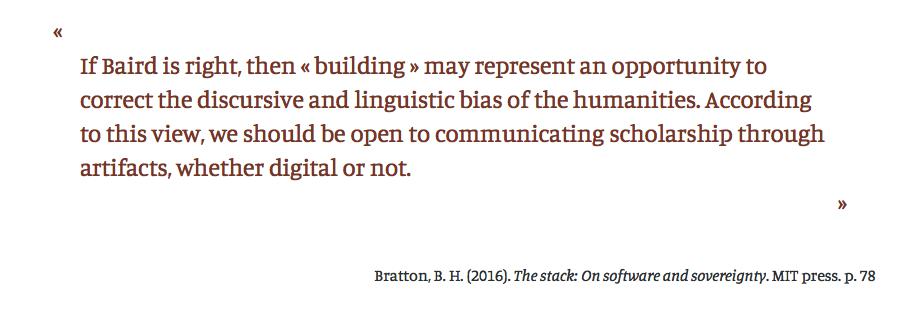 «
If Baird is right, then « building » may represent an opportunity to
correct the discursive and linguistic bias of the humanities. According
to this view, we should be open to communicating scholarship through
artifacts, whether digital or not.
»
Bratton, B. H. (2016). The stack: On software and sovereignty. MIT press. p. 78